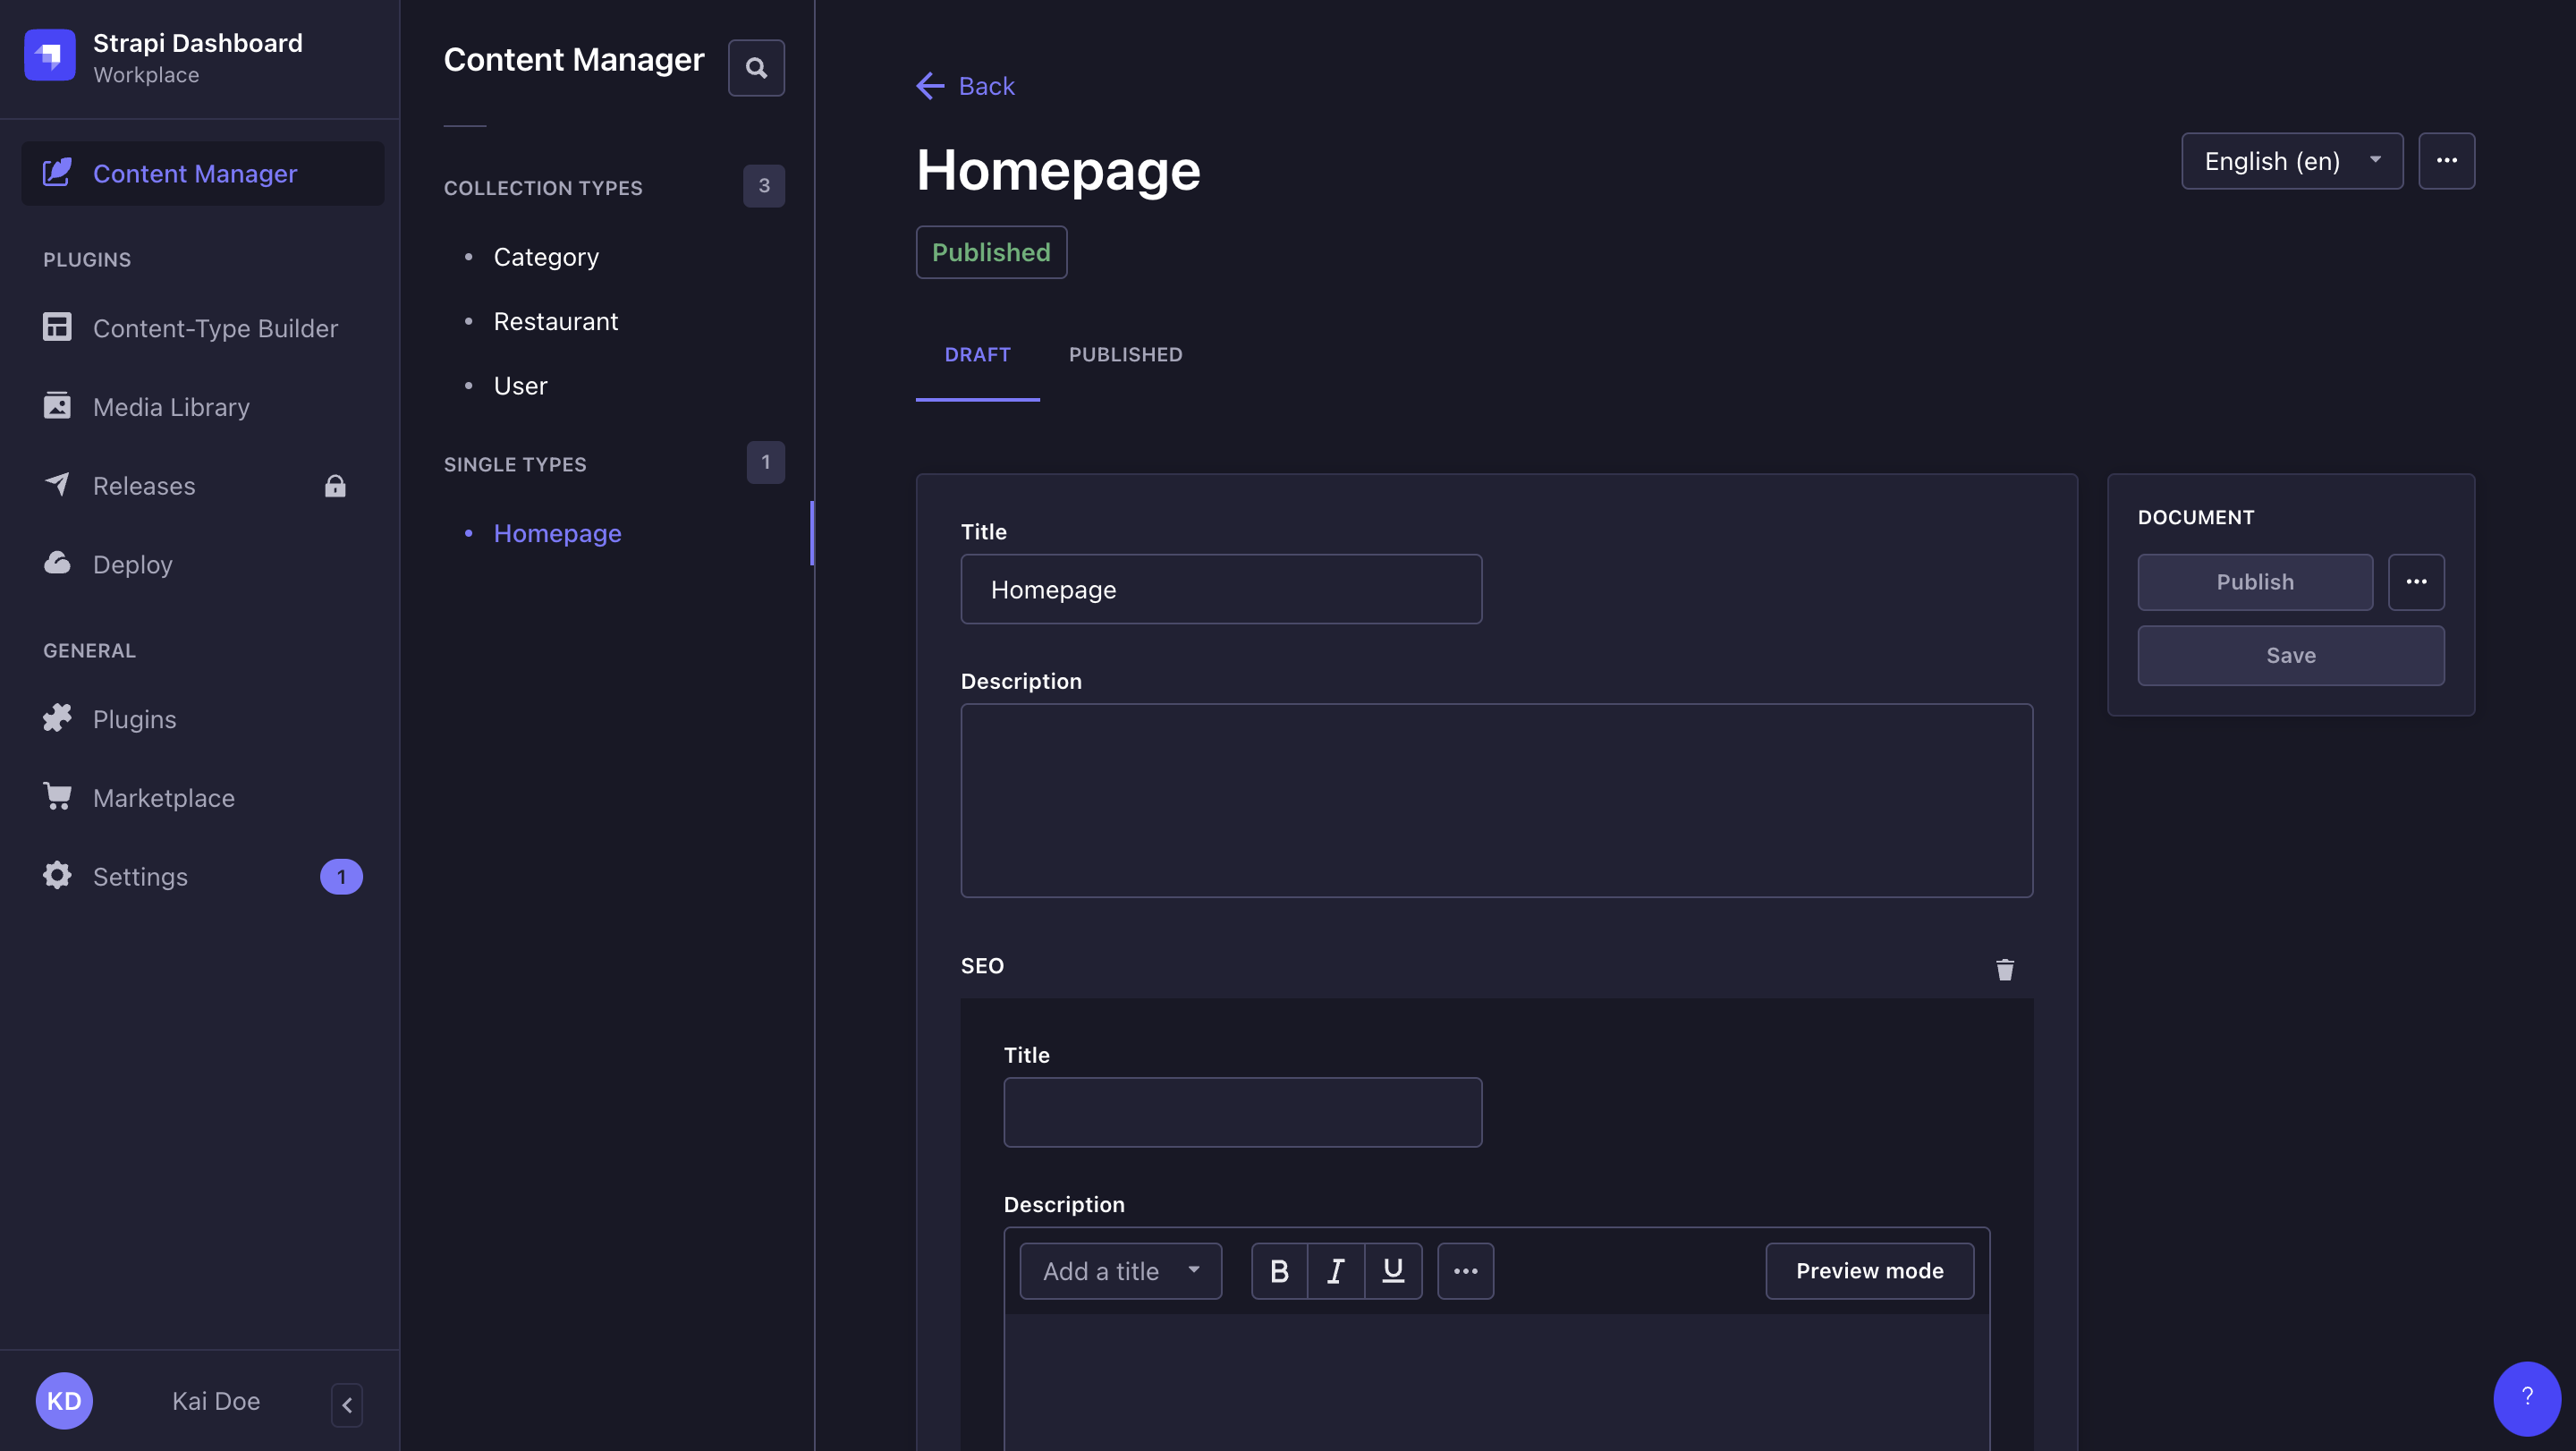 Strapi Dashboard
Workplace
Content Manager
PLUGINS
Content-Type Builder
Media Library
Releases
Deploy
GENERAL
Plugins
Marketplace
Settings
1
KD
Kai Doe
Content Manager
COLLECTION TYPES
3
Category
Restaurant
User
SINGLE TYPES
1
Homepage
Back
Homepage
English (en)
Published
DRAFT
PUBLISHED
Title
Homepage
Description
SEO
Title
Description
Add a title
B
I
U
Preview mode
DOCUMENT
Publish
Save
?